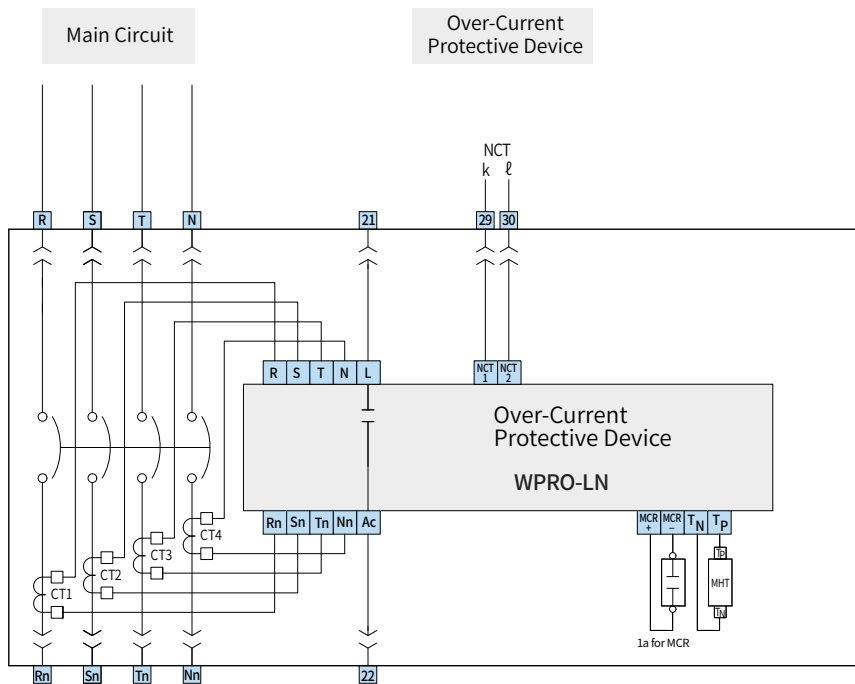 Main Circuit
Over-Current
Protective Device
NCT
k ℓ
R S T N 21 29 30
R S T N L NCT 1 NCT 2
Over-Current
Protective Device
WPRO-LN
Rn Sn Tn Nn Ac MCR + MCR - TN TP
CT4
CT3
CT2
CT1
TP
MHT
TN
1a for MCR
Rn Sn Tn Nn 22